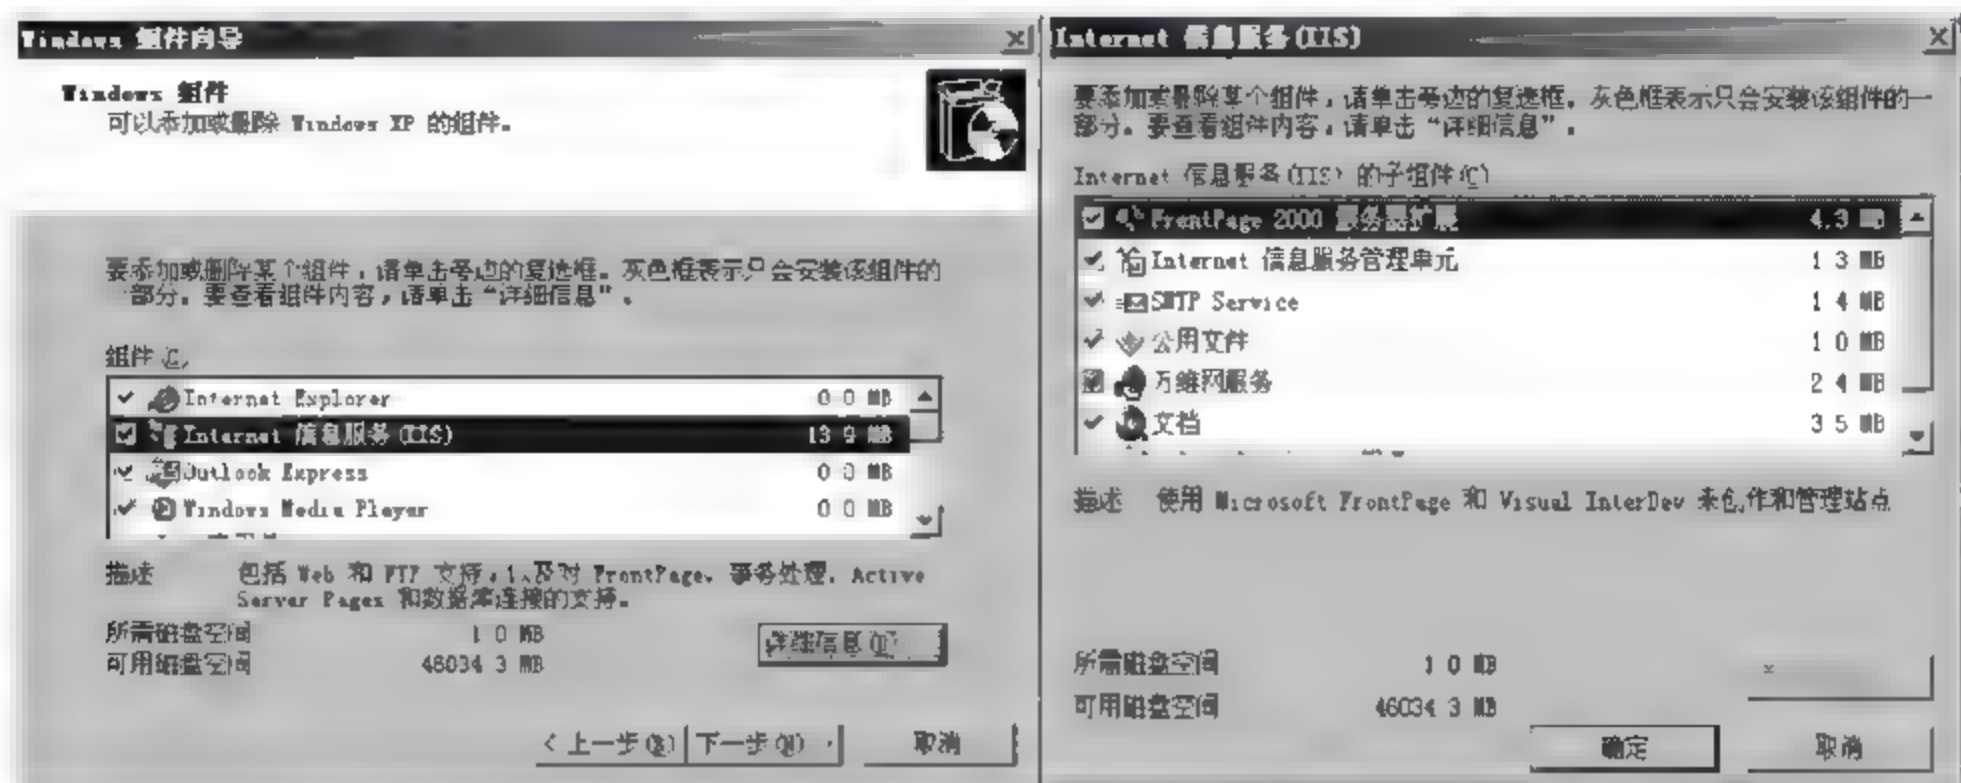 Windows 组件向导
Windows 组件
可以添加或删除 Windows XP 的组件。
要添加或删除某个组件，请单击旁边的复选框。灰色框表示只会安装该组件的
一部分。要查看组件内容，请单击“详细信息”。
组件(C)
Internet Explorer 0 0 MB
Internet 信息服务(IIS) 13 9 MB
Outlook Express 0 0 MB
Windows Media Player 0 0 MB
描述 包括 Web 和 FTP 支持，以及对 FrontPage、事务处理、Active
Server Pages 和数据库连接的支持。
所需磁盘空间 1 0 MB
可用磁盘空间 46034 3 MB
详细信息(D)
< 上一步(B) 下一步(N) 取消
Internet 信息服务(IIS)
要添加或删除某个组件，请单击旁边的复选框。灰色框表示只会安装该组件的一
部分。要查看组件内容，请单击“详细信息”。
Internet 信息服务(IIS) 的子组件(C)
FrontPage 2000 服务器扩展 4.3 MB
Internet 信息服务管理单元 1 3 MB
SMTP Service 1 4 MB
公用文件 1 0 MB
万维网服务 2 4 MB
文档 3 5 MB
描述 使用 Microsoft FrontPage 和 Visual InterDev 来创作和管理站点
所需磁盘空间 1 0 MB
可用磁盘空间 46034 3 MB
确定 取消